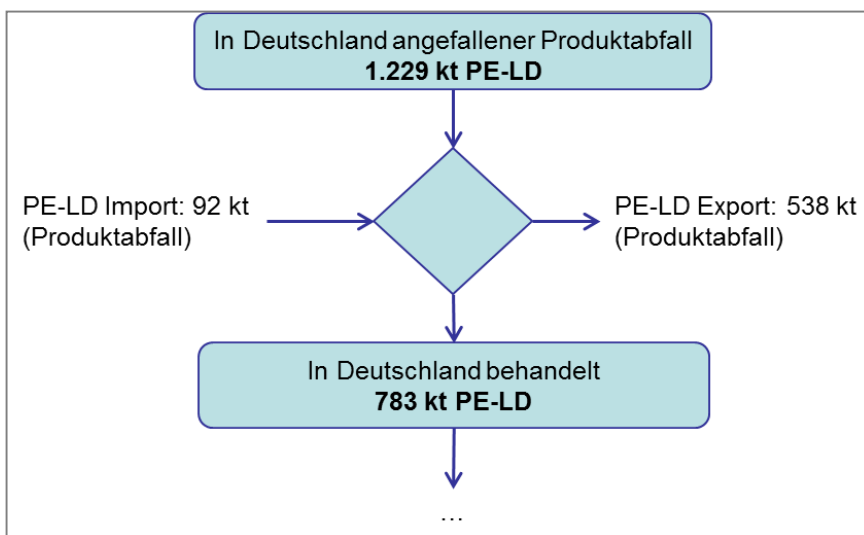 In Deutschland angefallener Produktabfall
1.229 kt PE-LD
PE-LD Import: 92 kt
(Produktabfall)
PE-LD Export: 538 kt
(Produktabfall)
In Deutschland behandelt
783 kt PE-LD
...